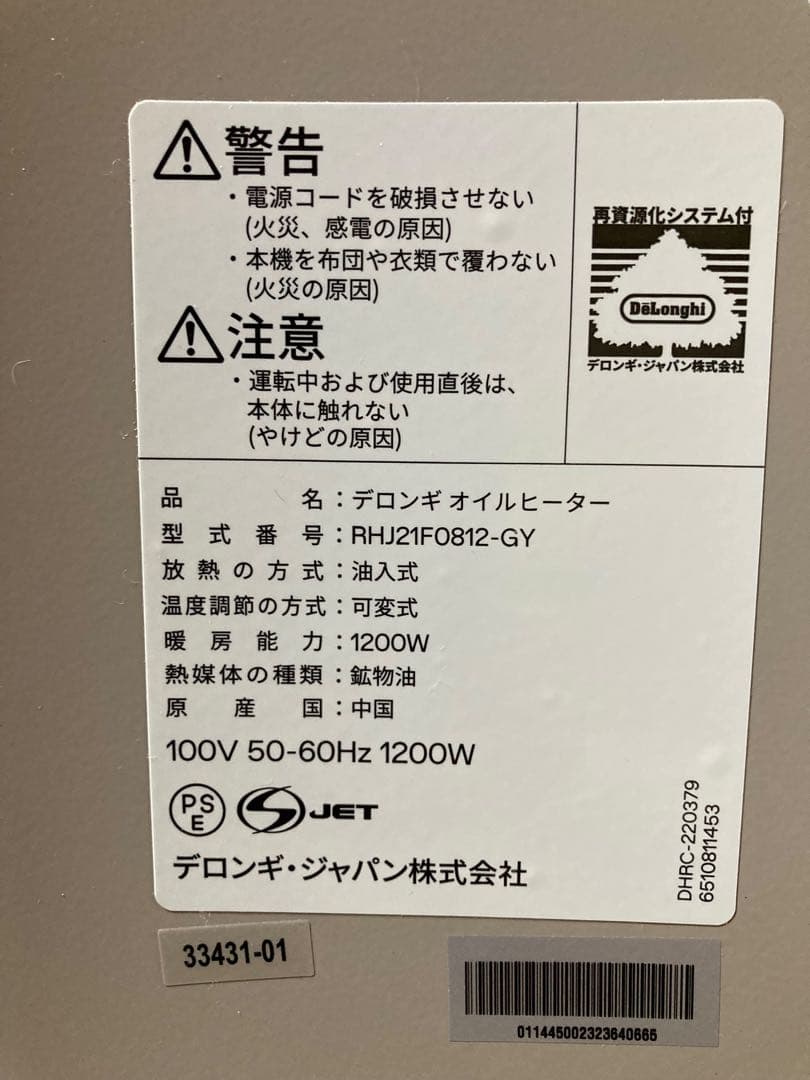 警告
・電源コードを破損させない
(火災、感電の原因)
・本機を布団や衣類で覆わない
(火災の原因)
注意
・運転中および使用直後は、
本体に触れない
(やけどの原因)
再資源化システム付
DēLonghi
デロンギ・ジャパン株式会社
品名：デロンギ オイルヒーター
型式番号：RHJ21F0812-GY
放熱の方式：油入式
温度調節の方式：可変式
暖房能力：1200W
熱媒体の種類：鉱物油
原産国：中国
100V 50-60Hz 1200W
PSE
JET
デロンギ・ジャパン株式会社
DHRC-220379
6510811453
33431-01
011445002323640665